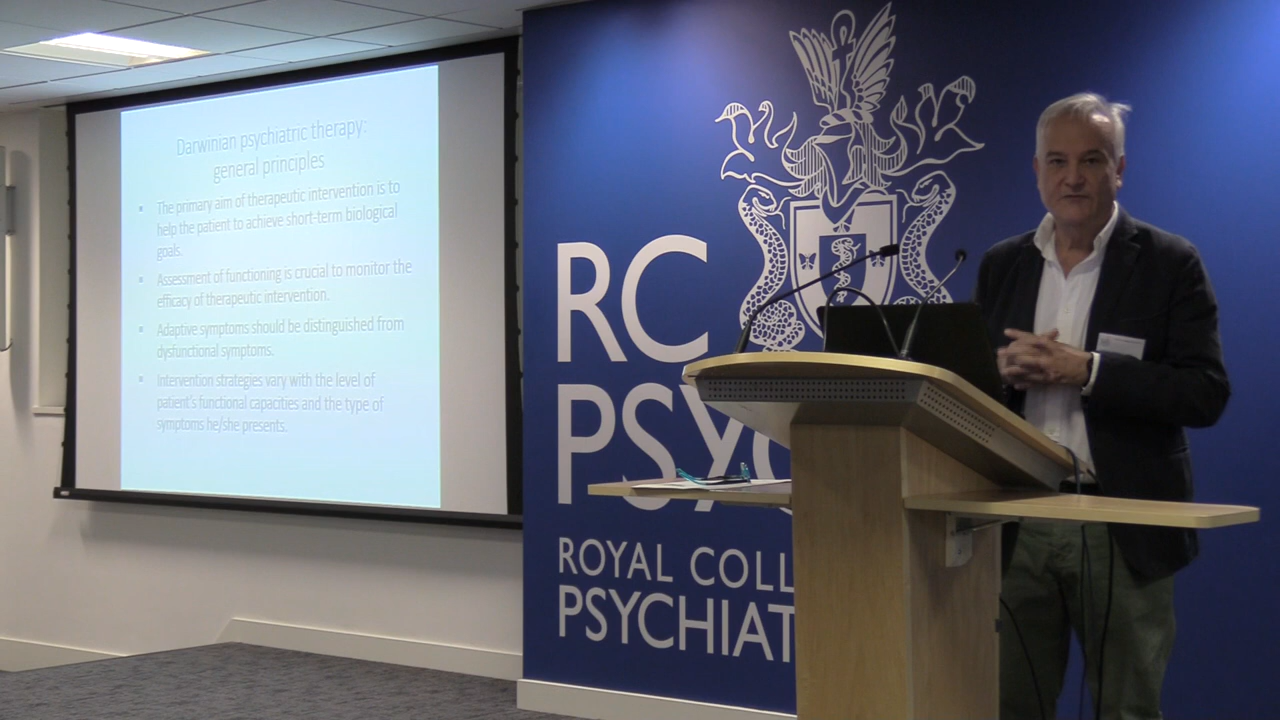 Darwinian psychiatric therapy:
general principles
The primary aim of therapeutic intervention is to
help the patient to achieve short-term biological
goals.
Assessment of functioning is crucial to monitor the
efficacy of therapeutic intervention.
Adaptive symptoms should be distinguished from
dysfunctional symptoms.
Intervention strategies vary with the level of
patient's functional capacities and the type of
symptoms he/she presents.
RC
PSYC
ROYAL COLL
PSYCHIAT